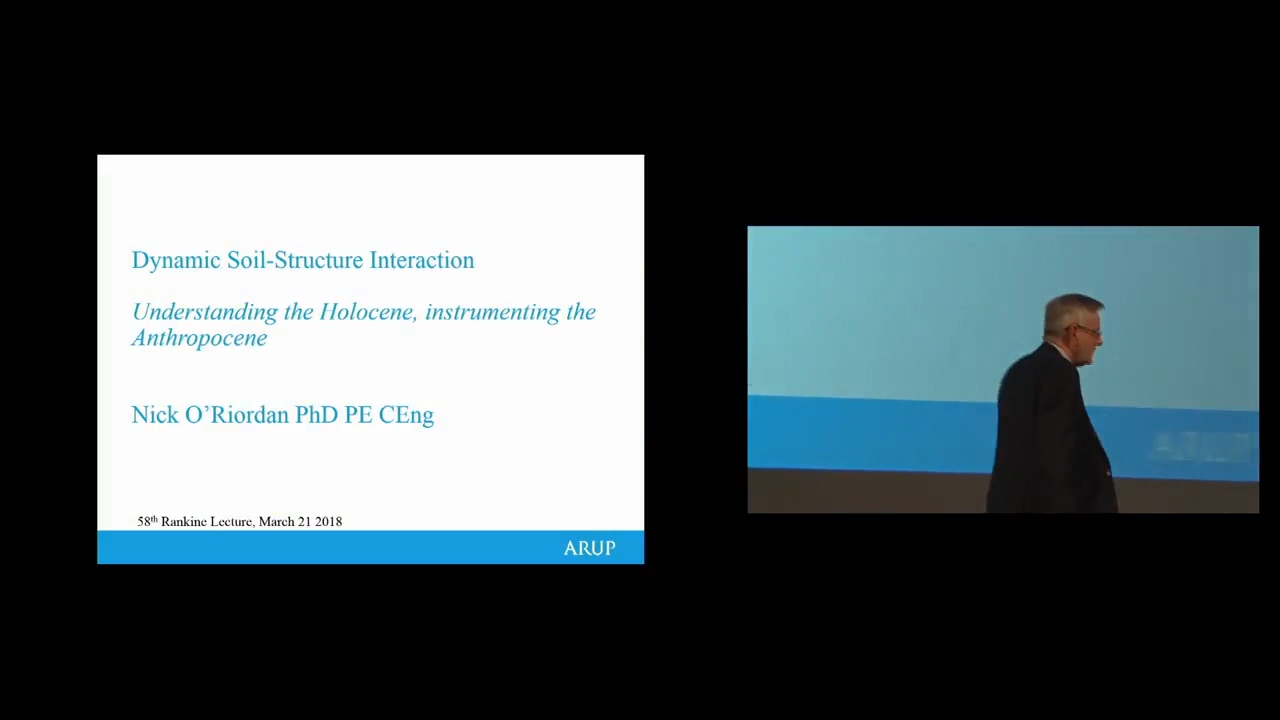 Dynamic Soil-Structure Interaction
Understanding the Holocene, instrumenting the
Anthropocene
Nick O'Riordan PhD PE CEng
58th Rankine Lecture, March 21 2018
ARUP